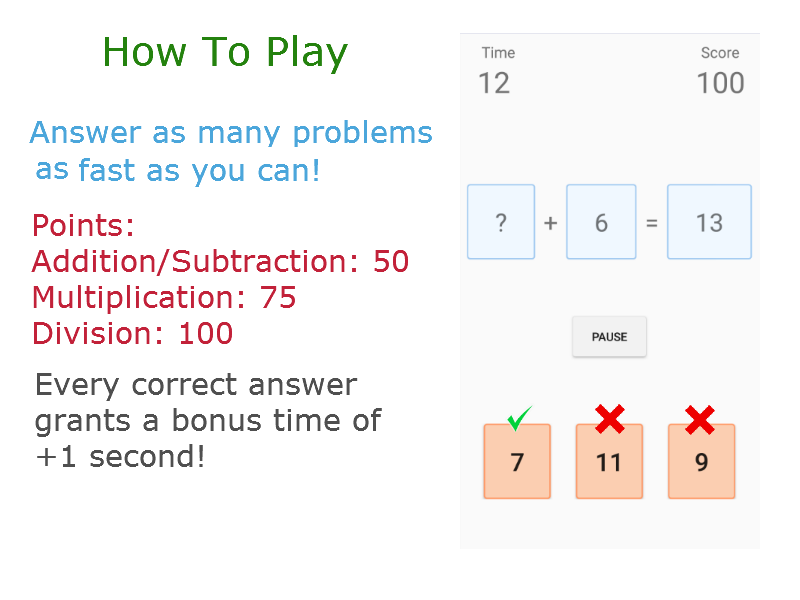 How To Play
Answer as many problems
as fast as you can!
Points:
Addition/Subtraction: 50
Multiplication: 75
Division: 100
Every correct answer
grants a bonus time of
+1 second!
Time Score
12 100
? + 6 = 13
PAUSE
7 11 9